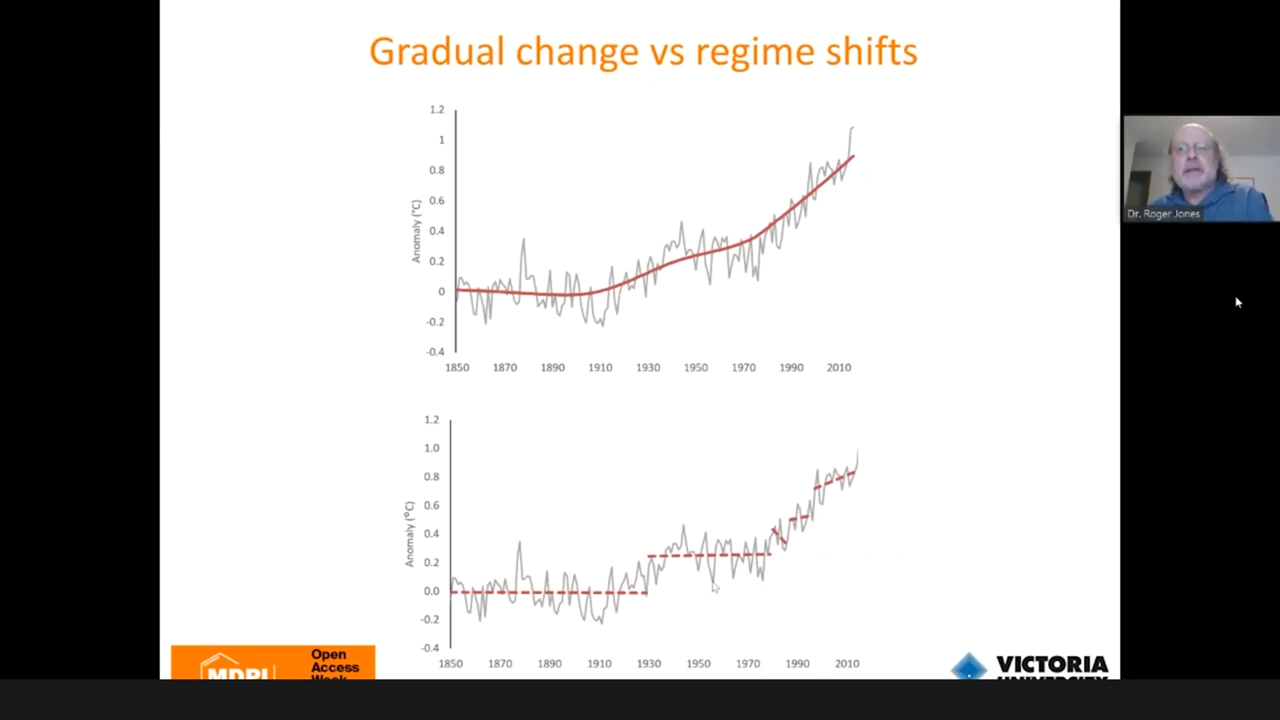 Gradual change vs regime shifts
1.2
1
0.8
0.6
0.4
0.2
0
-0.2
-0.4
Anomaly (°C)
1850 1870 1890 1910 1930 1950 1970 1990 2010
Dr. Roger Jones
1.2
1.0
0.8
0.6
0.4
0.2
0.0
-0.2
-0.4
Anomaly (°C)
1850 1870 1890 1910 1930 1950 1970 1990 2010
MDPI
Open
Access
Week
VICTORIA
UNIVERSITY